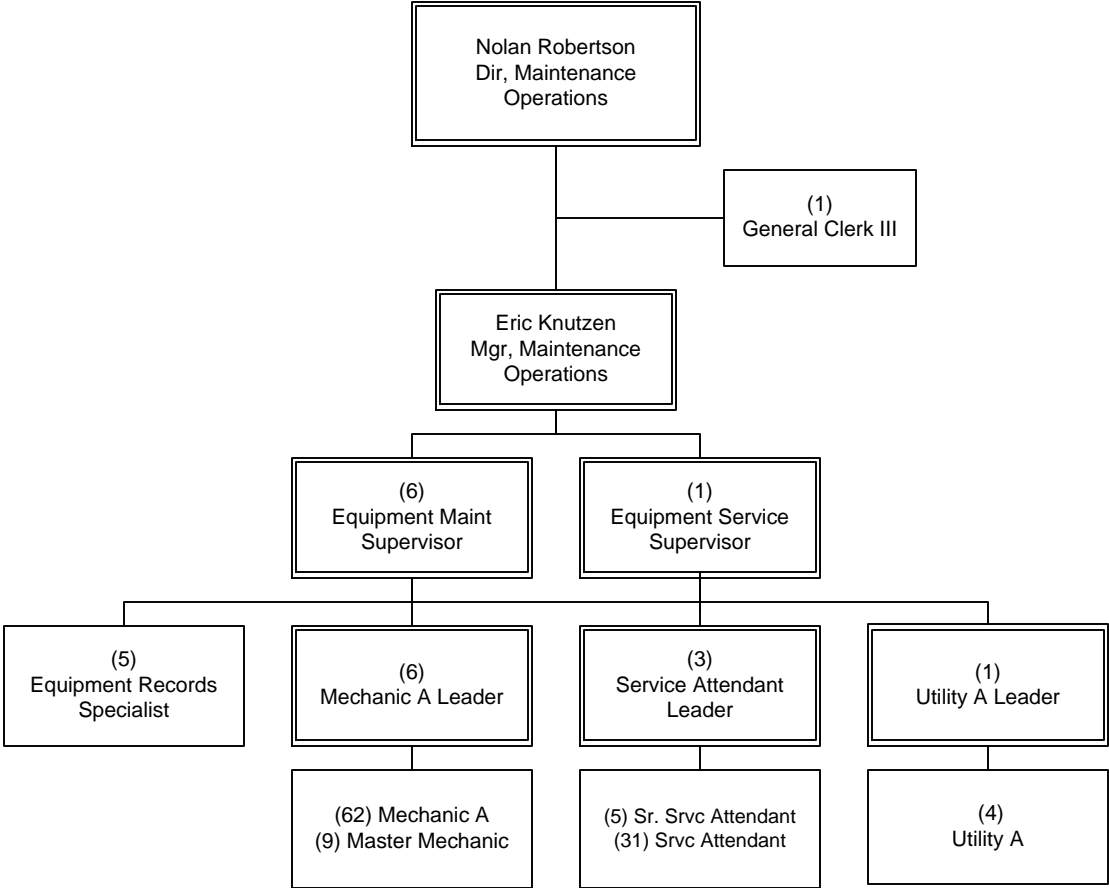 Nolan Robertson
Dir, Maintenance
Operations
(1)
General Clerk III
Eric Knutzen
Mgr, Maintenance
Operations
(6)
Equipment Maint
Supervisor
(1)
Equipment Service
Supervisor
(5)
Equipment Records
Specialist
(6)
Mechanic A Leader
(3)
Service Attendant
Leader
(1)
Utility A Leader
(62) Mechanic A
(9) Master Mechanic
(5) Sr. Srvc Attendant
(31) Srvc Attendant
(4)
Utility A